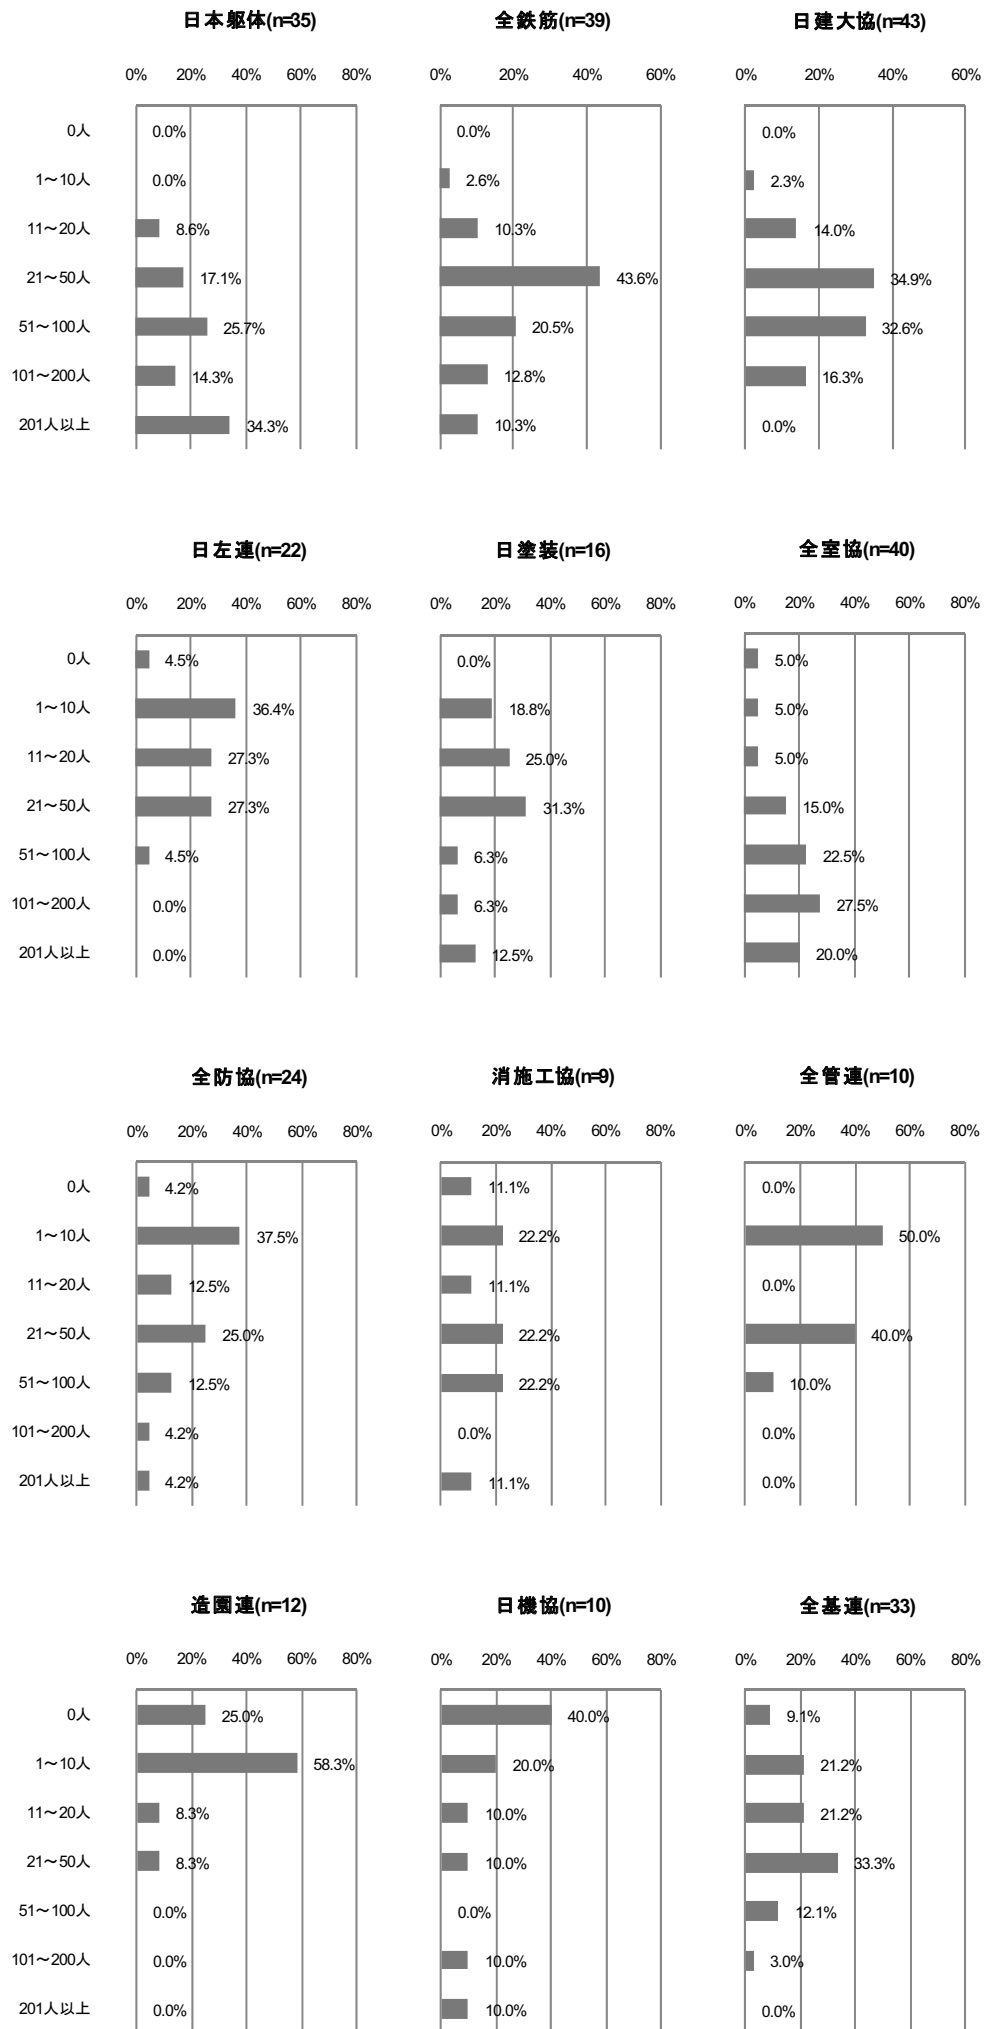 日本躯体(n=35) 全鉄筋(n=39) 日建大協(n=43)
0% 20% 40% 60% 80% 0% 20% 40% 60% 0% 20% 40% 60%
0人 0.0% 0.0% 0.0%
1～10人 0.0% 2.6% 2.3%
11～20人 8.6% 10.3% 14.0%
21～50人 17.1% 43.6% 34.9%
51～100人 25.7% 20.5% 32.6%
101～200人 14.3% 12.8% 16.3%
201人以上 34.3% 10.3% 0.0%
日左連(n=22) 日塗装(n=16) 全室協(n=40)
0% 20% 40% 60% 80% 0% 20% 40% 60% 80% 0% 20% 40% 60% 80%
0人 4.5% 0.0% 5.0%
1～10人 36.4% 18.8% 5.0%
11～20人 27.3% 25.0% 5.0%
21～50人 27.3% 31.3% 15.0%
51～100人 4.5% 6.3% 22.5%
101～200人 0.0% 6.3% 27.5%
201人以上 0.0% 12.5% 20.0%
全防協(n=24) 消施工協(n=9) 全管連(n=10)
0% 20% 40% 60% 80% 0% 20% 40% 60% 80% 0% 20% 40% 60% 80%
0人 4.2% 11.1% 0.0%
1～10人 37.5% 22.2% 50.0%
11～20人 12.5% 11.1% 0.0%
21～50人 25.0% 22.2% 40.0%
51～100人 12.5% 22.2% 10.0%
101～200人 4.2% 0.0% 0.0%
201人以上 4.2% 11.1% 0.0%
造園連(n=12) 日機協(n=10) 全基連(n=33)
0% 20% 40% 60% 80% 0% 20% 40% 60% 80% 0% 20% 40% 60% 80%
0人 25.0% 40.0% 9.1%
1～10人 58.3% 20.0% 21.2%
11～20人 8.3% 10.0% 21.2%
21～50人 8.3% 10.0% 33.3%
51～100人 0.0% 0.0% 12.1%
101～200人 0.0% 10.0% 3.0%
201人以上 0.0% 10.0% 0.0%